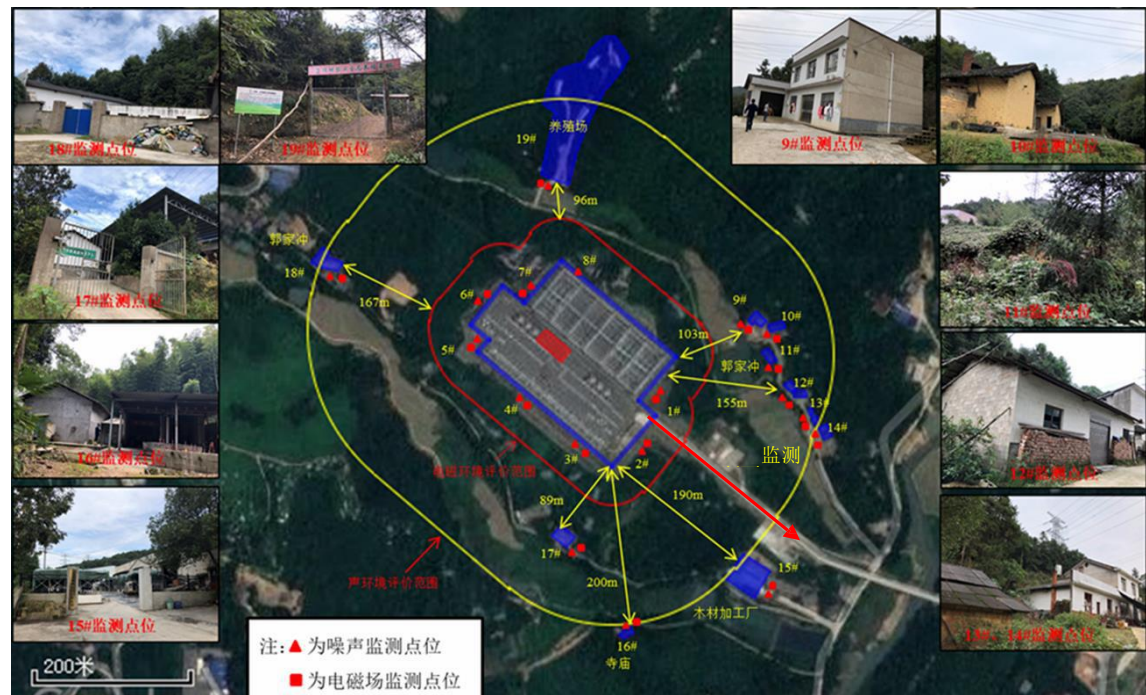 18#监测点位
19#监测点位
9#监测点位
10#监测点位
17#监测点位
11#监测点位
16#监测点位
12#监测点位
15#监测点位
13#、14#监测点位
养殖场
19#
96m
郭家冲
18#
167m
7#
8#
6#
5#
9#
10#
103m
11#
郭家冲
12#
155m
13#
14#
1#
4#
3#
2#
监测
电磁环境评价范围
89m
190m
17#
200m
15#
声环境评价范围
木材加工厂
16#
寺庙
注:▲为噪声监测点位
■为电磁场监测点位
200米